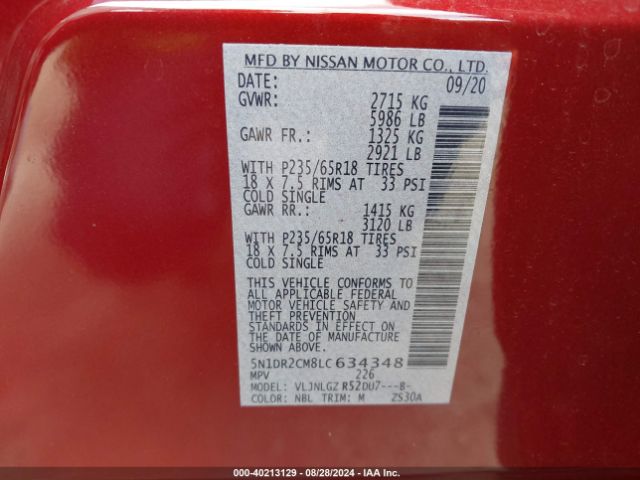 MFD BY NISSAN MOTOR CO., LTD.
DATE: 09/20
GVWR: 2715 KG
5986 LB
GAWR FR.: 1325 KG
2921 LB
WITH P235/65R18 TIRES
18 X 7.5 RIMS AT 33 PSI
COLD SINGLE
GAWR RR.: 1415 KG
3120 LB
WITH P235/65R18 TIRES
18 X 7.5 RIMS AT 33 PSI
COLD SINGLE
THIS VEHICLE CONFORMS TO
ALL APPLICABLE FEDERAL
MOTOR VEHICLE SAFETY AND
THEFT PREVENTION
STANDARDS IN EFFECT ON
THE DATE OF MANUFACTURE
SHOWN ABOVE.
5N1DR2CM8LC634348
MPV 226
MODEL: VLJNLGZ R52DU7---B-
COLOR: NBL TRIM: M ZS30A
000-40213129 - 08/28/2024 - IAA Inc.